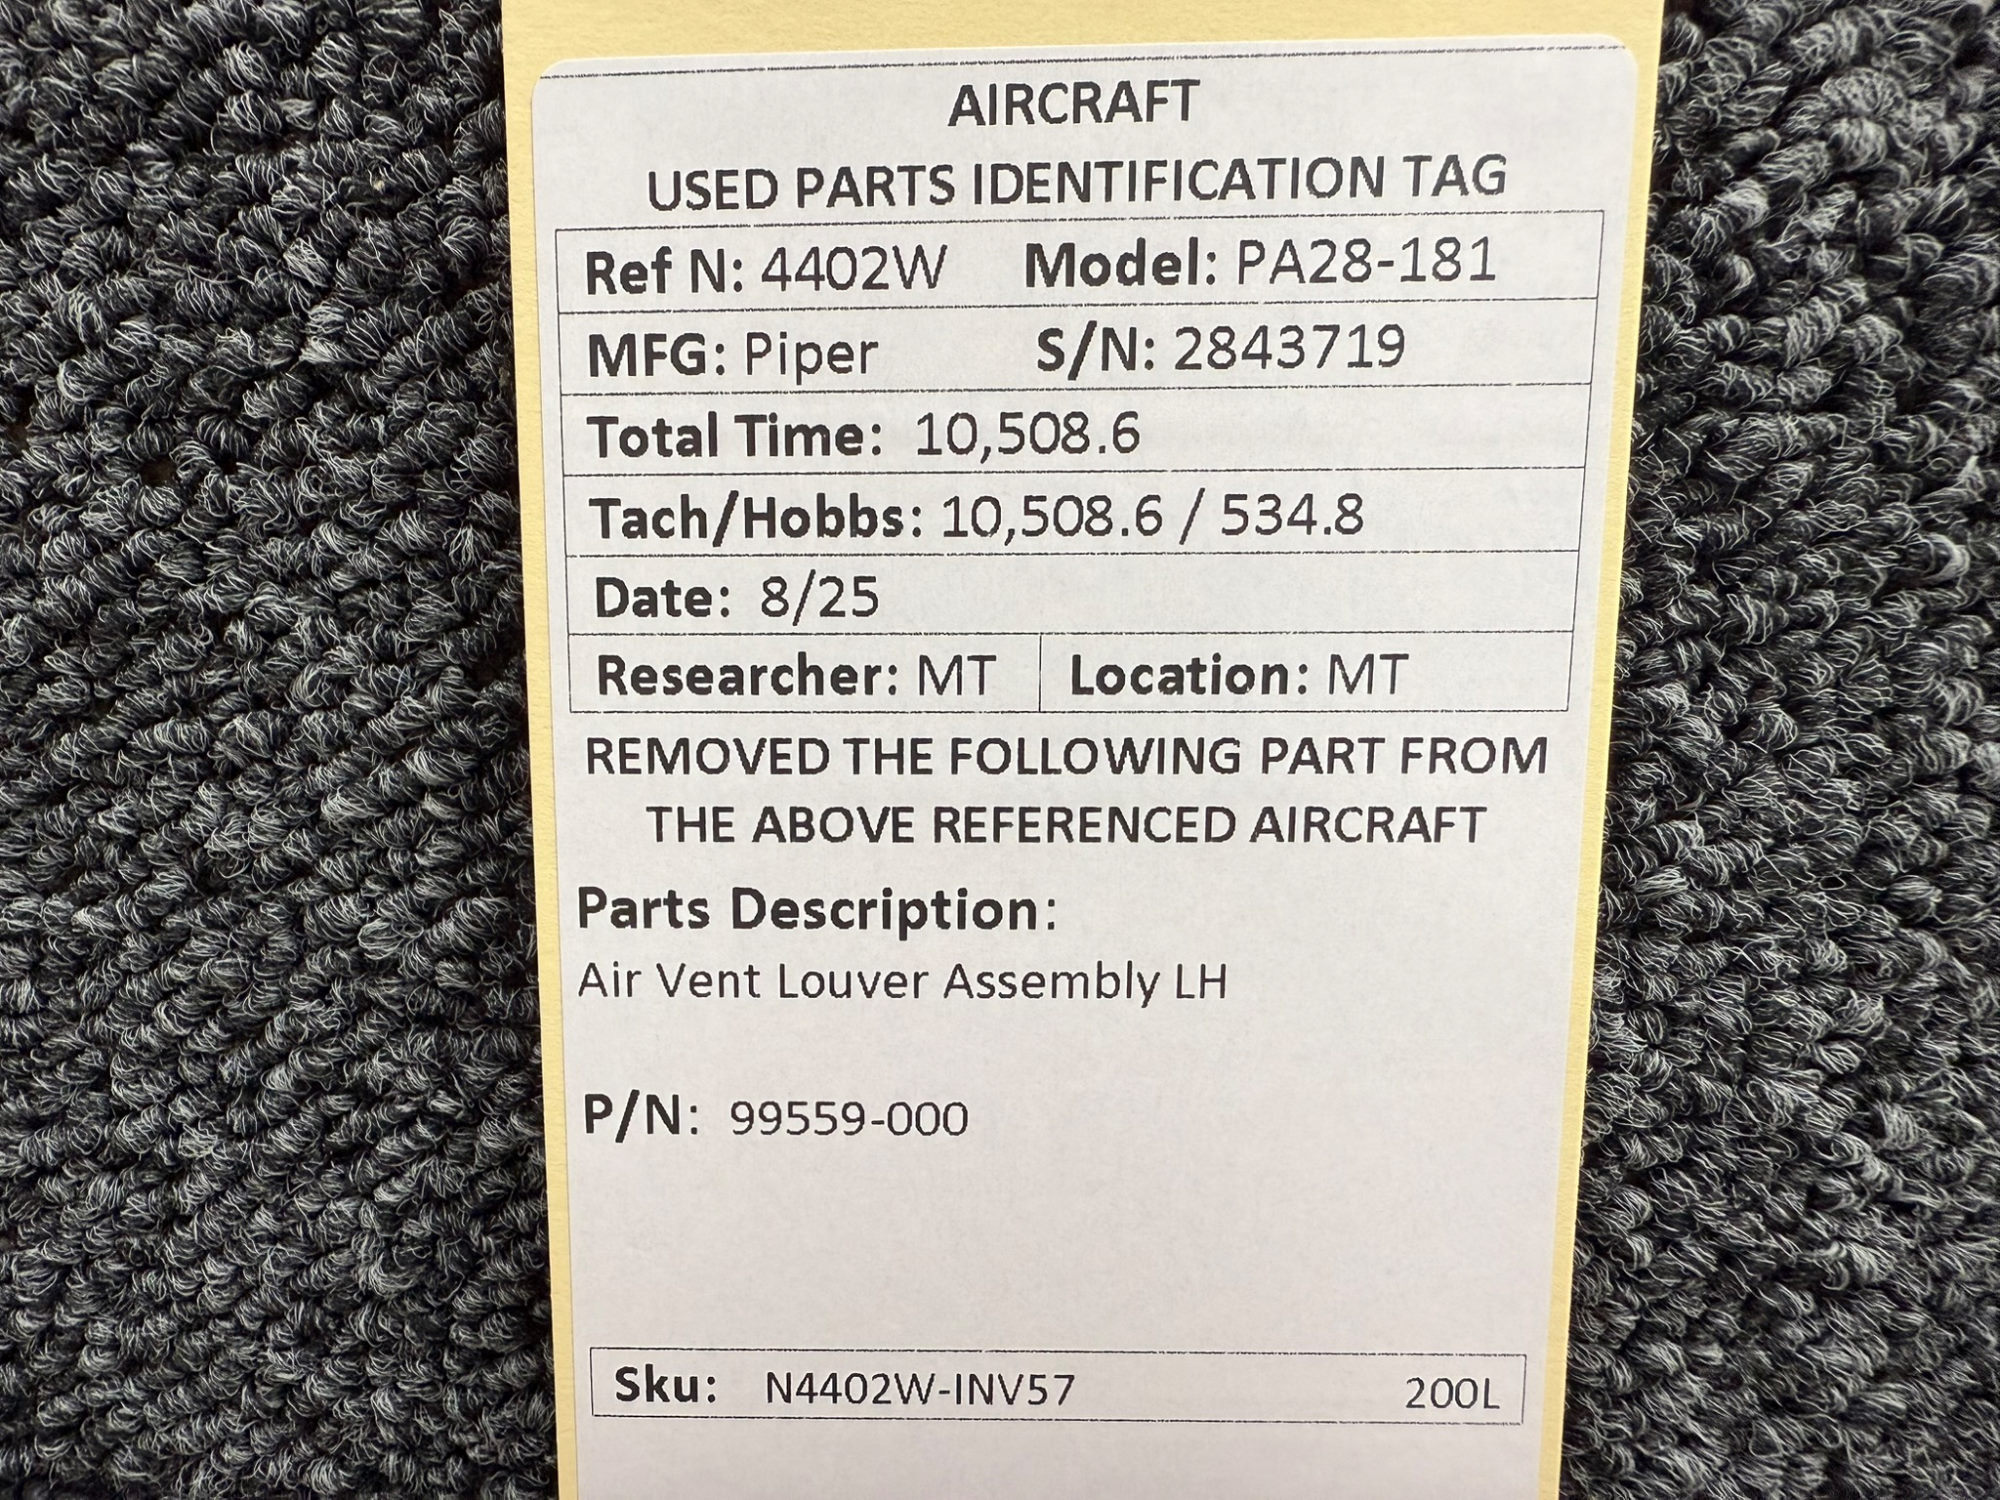 AIRCRAFT
USED PARTS IDENTIFICATION TAG
Ref N: 4402W Model: PA28-181
MFG: Piper S/N: 2843719
Total Time: 10,508.6
Tach/Hobbs: 10,508.6 / 534.8
Date: 8/25
Researcher: MT Location: MT
REMOVED THE FOLLOWING PART FROM
THE ABOVE REFERENCED AIRCRAFT
Parts Description:
Air Vent Louver Assembly LH
P/N: 99559-000
Sku: N4402W-INV57 200L